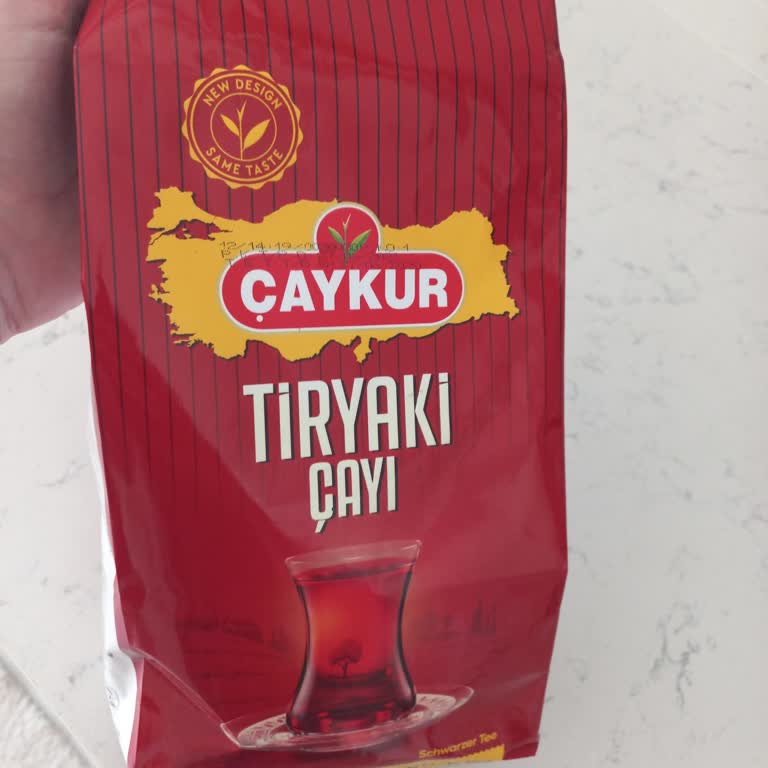 NEW DESIGN
SAME TASTE
ÇAYKUR
TİRYAKİ
ÇAYI
Schwarzer Tee